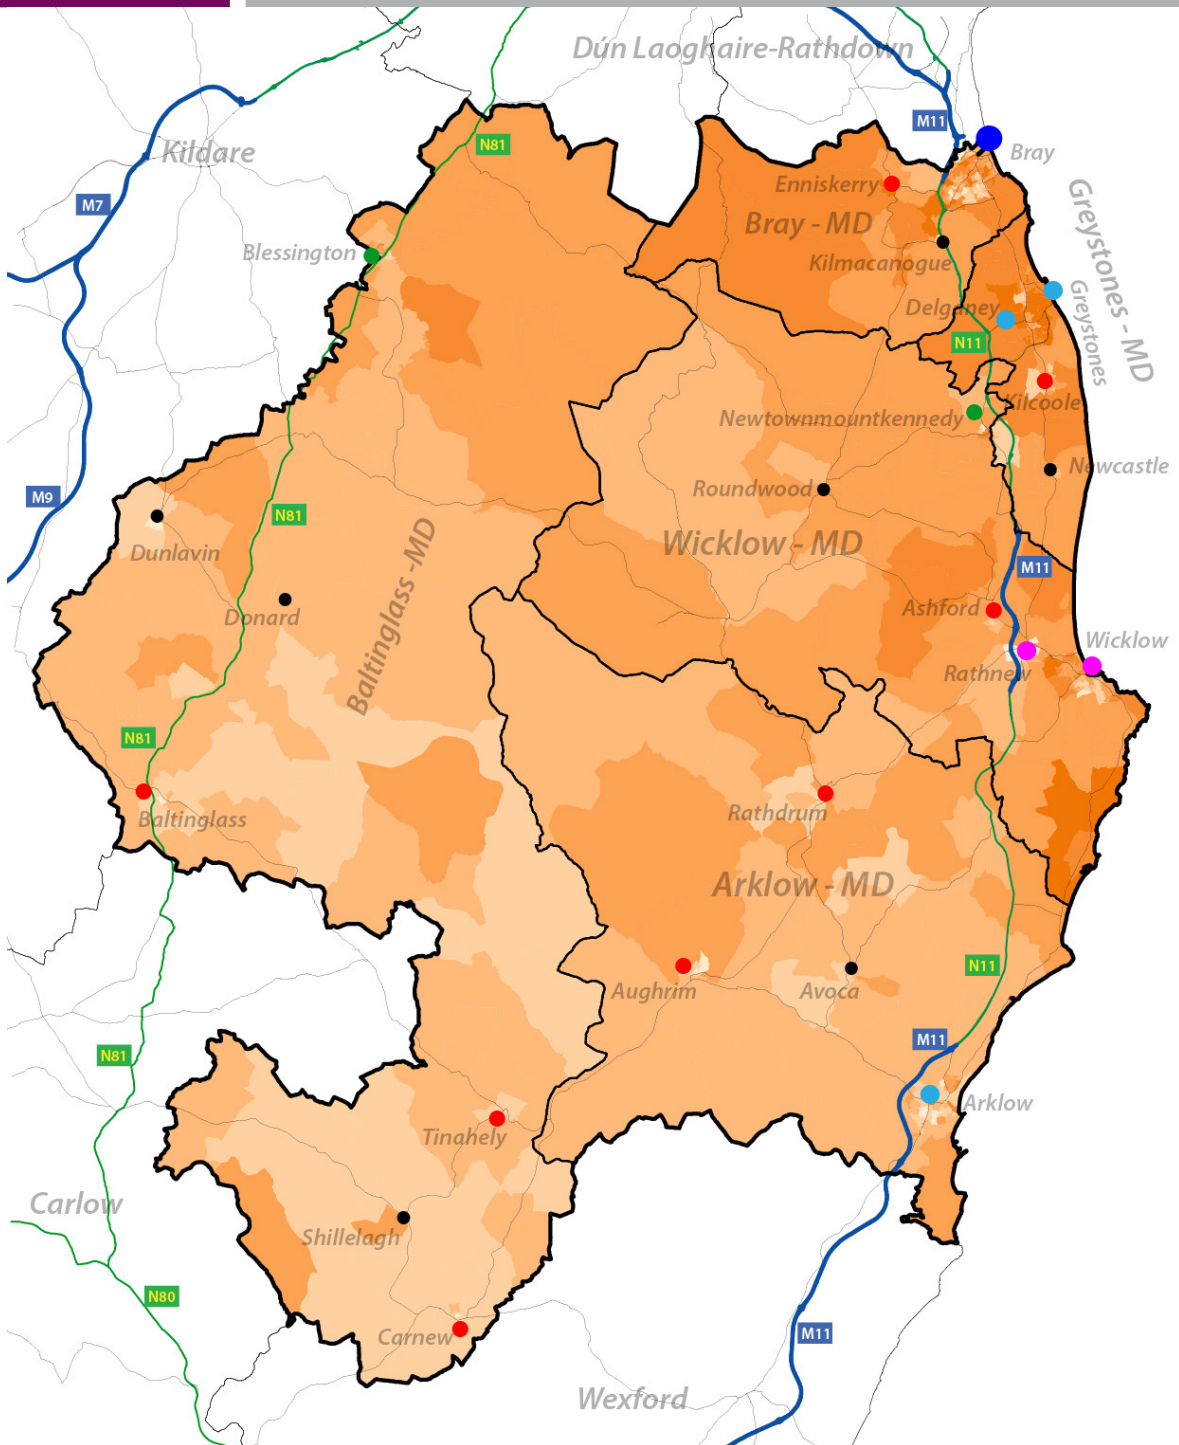 Dún Laoghaire-Rathdown
M11
N81
Kildare
Bray
Enniskerry
M7
Bray - MD
Greystones - MD
Blessington
Kilmacanogue
Greystones
Delganey
N11
Kilcoole
Newtownmountkennedy
Newcastle
Roundwood
M9
N81
Wicklow - MD
Dunlavin
M11
Baltinglass -MD
Ashford
Donard
Wicklow
Rathnew
N81
Rathdrum
Baltinglass
Arklow - MD
N11
Aughrim
Avoca
M11
N81
Arklow
Tinahely
Carlow
Shillelagh
N80
M11
Carnew
Wexford